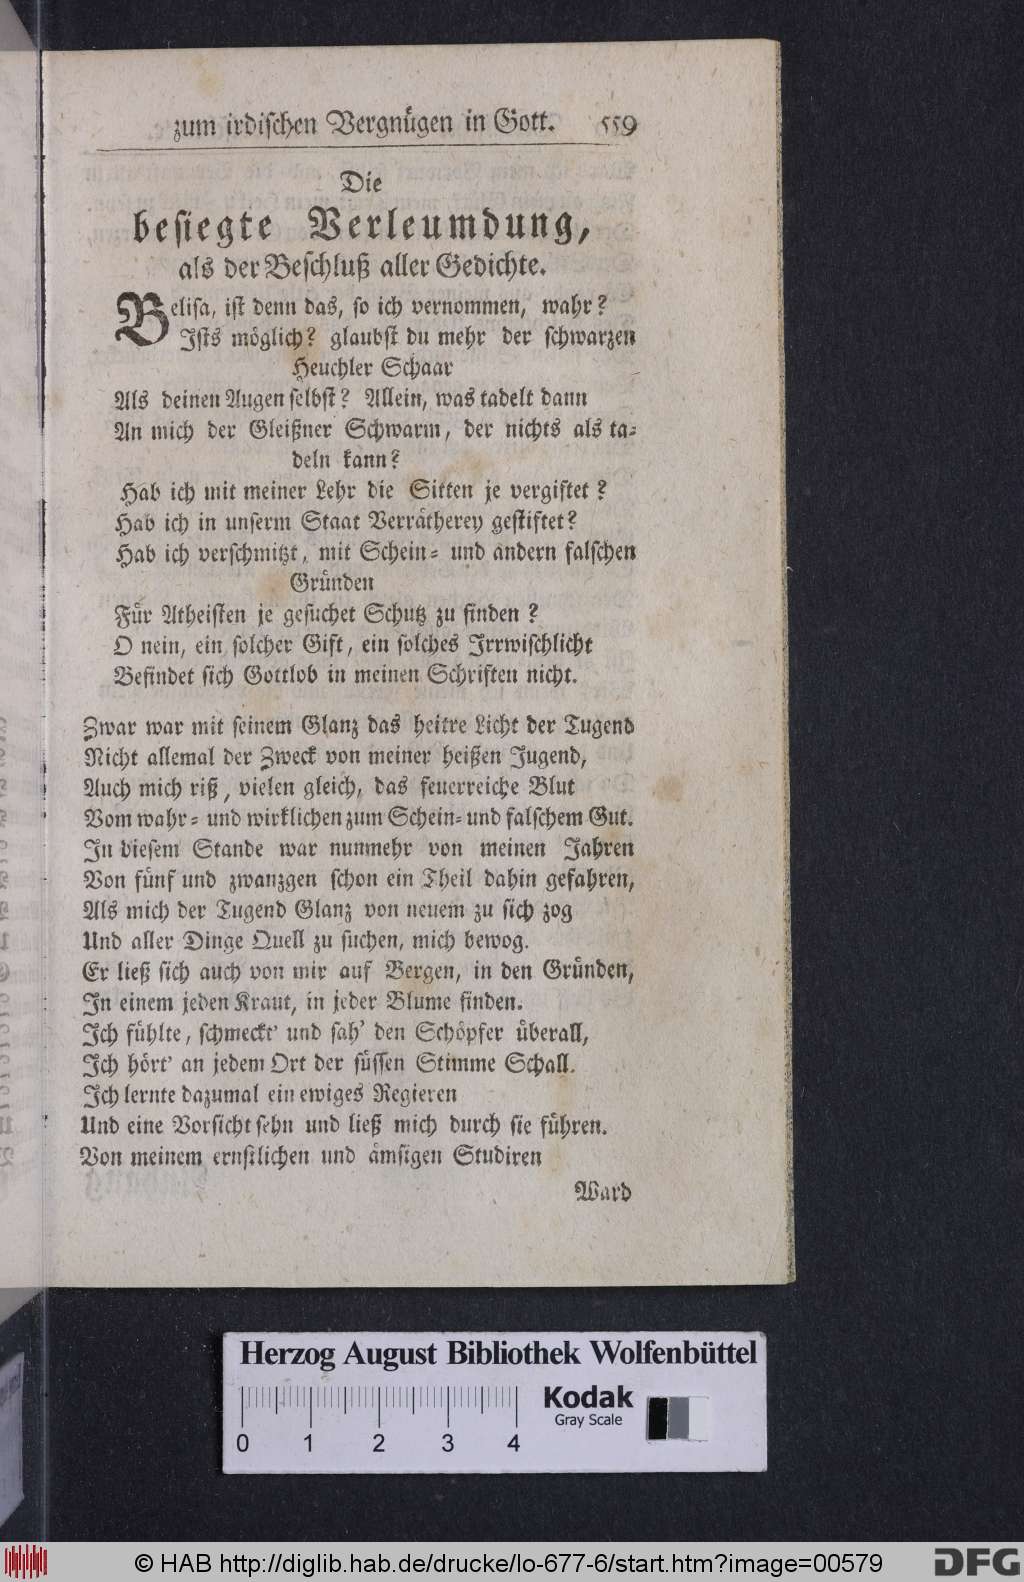 zum irdischen Vergnügen in Gott. 559
Die
besiegte Verleumdung,
als der Beschluß aller Gedichte.
Belisa, ist denn das, so ich vernommen, wahr?
Ists möglich? glaubst du mehr der schwarzen
Heuchler Schaar
Als deinen Augen selbst? Allein, was tadelt dann
An mich der Gleißner Schwarm, der nichts als ta-
deln kann?
Hab ich mit meiner Lehr die Sitten je vergiftet?
Hab ich in unserm Staat Verrätherey gestiftet?
Hab ich verschmitzt, mit Schein- und andern falschen
Gründen
Für Atheisten je gesuchet Schutz zu finden?
O nein, ein solcher Gift, ein solches Irrwischlicht
Befindet sich Gottlob in meinen Schriften nicht.
Zwar war mit seinem Glanz das heitre Licht der Tugend
Nicht allemal der Zweck von meiner heißen Jugend,
Auch mich riß, vielen gleich, das feuerreiche Blut
Vom wahr- und wirklichen zum Schein- und falschem Gut.
In diesem Stande war nunmehr von meinen Jahren
Von fünf und zwanzgen schon ein Theil dahin gefahren,
Als mich der Tugend Glanz von neuem zu sich zog
Und aller Dinge Quell zu suchen, mich bewog.
Er ließ sich auch von mir auf Bergen, in den Gründen,
In einem jeden Kraut, in jeder Blume finden.
Ich fühlte, schmeckt' und sah' den Schöpfer überall,
Ich hört' an jedem Ort der süssen Stimme Schall.
Ich lernte dazumal ein ewiges Regieren
Und eine Vorsicht sehn und ließ mich durch sie führen.
Von meinem ernstlichen und ämsigen Studiren
Ward
Herzog August Bibliothek Wolfenbüttel
Kodak
Gray Scale
0 1 2 3 4
© HAB http://diglib.hab.de/drucke/lo-677-6/start.htm?image=00579
DFG